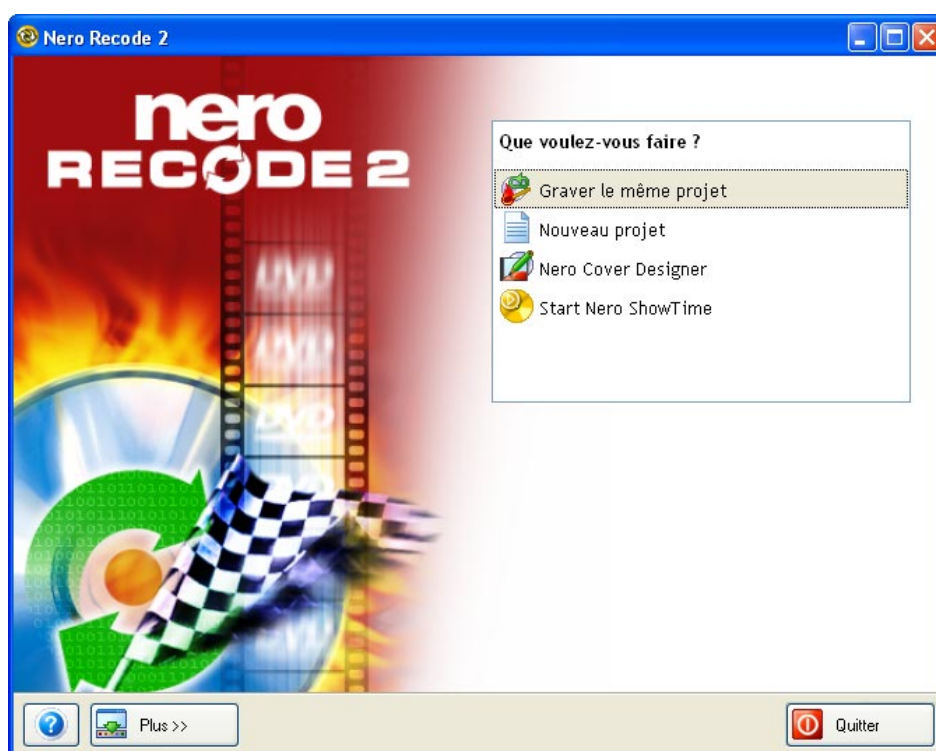 Nero Recode 2
nero
RECODE 2
Que voulez-vous faire ?
Graver le même projet
Nouveau projet
Nero Cover Designer
Start Nero ShowTime
DVD
Plus >>
Quitter